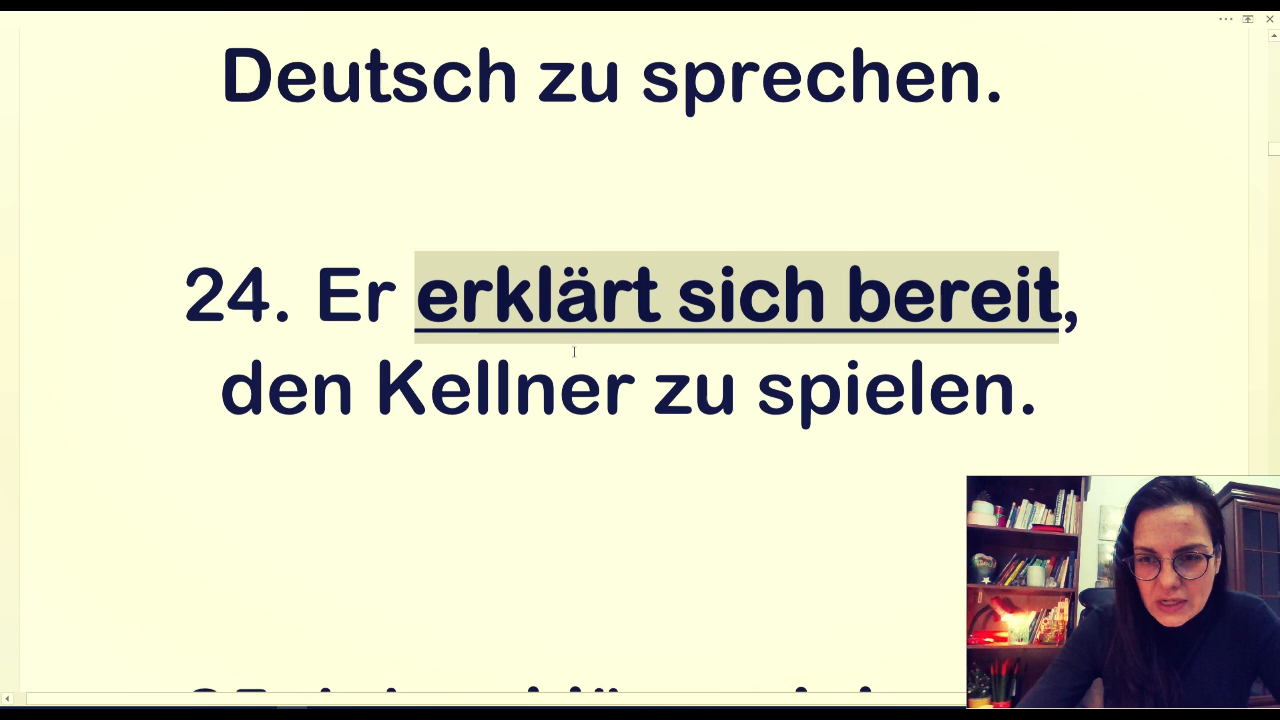 Deutsch zu sprechen.
24. Er erklärt sich bereit,
den Kellner zu spielen.